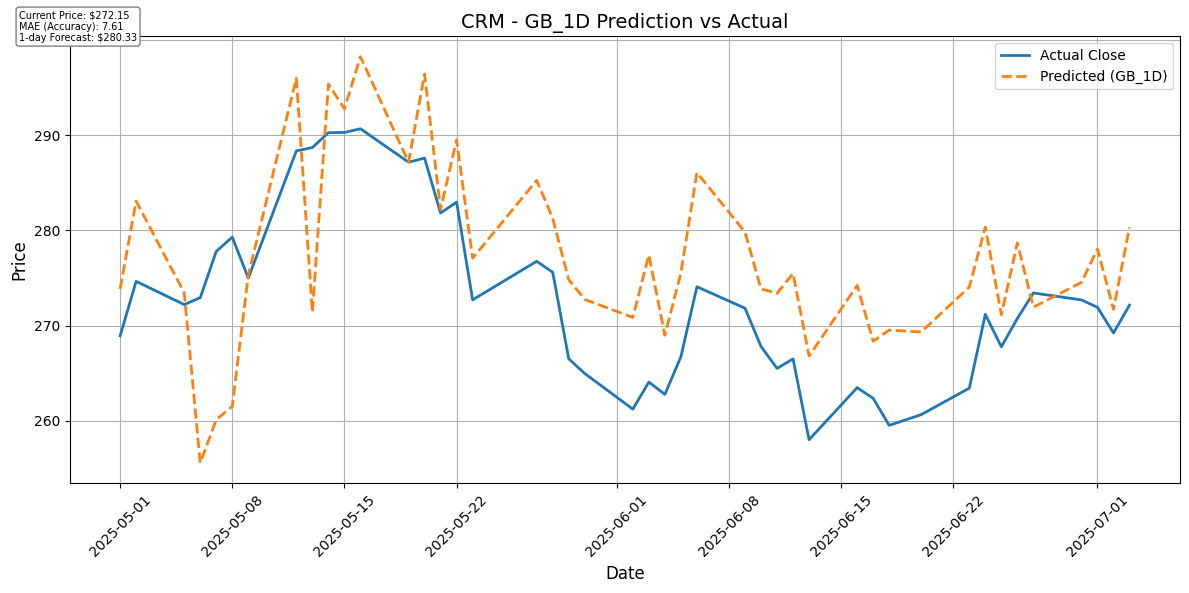 CRM - GB_1D Prediction vs Actual
Current Price: $272.15
MAE (Accuracy): 7.61
1-day Forecast: $280.33
Actual Close
Predicted (GB_1D)
Price
290
280
270
260
2025-05-01
2025-05-08
2025-05-15
2025-05-22
2025-06-01
2025-06-08
2025-06-15
2025-06-22
2025-07-01
Date